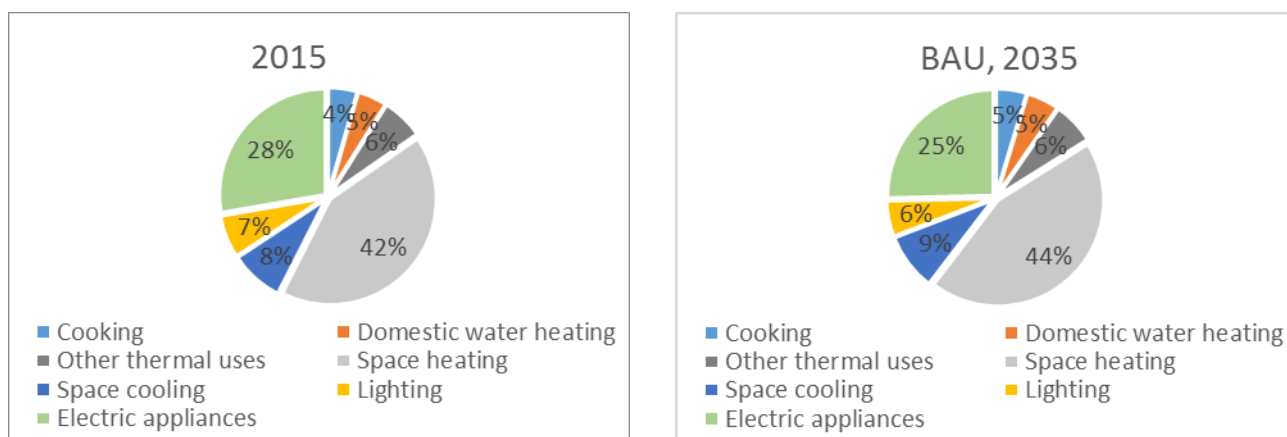 2015
4%
5%
6%
42%
8%
7%
28%
Cooking
Domestic water heating
Other thermal uses
Space heating
Space cooling
Lighting
Electric appliances
BAU, 2035
5%
5%
6%
44%
9%
6%
25%
Cooking
Domestic water heating
Other thermal uses
Space heating
Space cooling
Lighting
Electric appliances